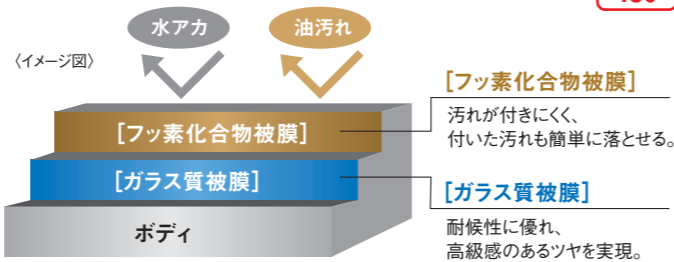 水アカ
油汚れ
〈イメージ図〉
[フッ素化合物被膜]
[ガラス質被膜]
ボディ
[フッ素化合物被膜]
汚れが付きにくく、
付いた汚れも簡単に落とせる。
[ガラス質被膜]
耐候性に優れ、
高級感のあるツヤを実現。